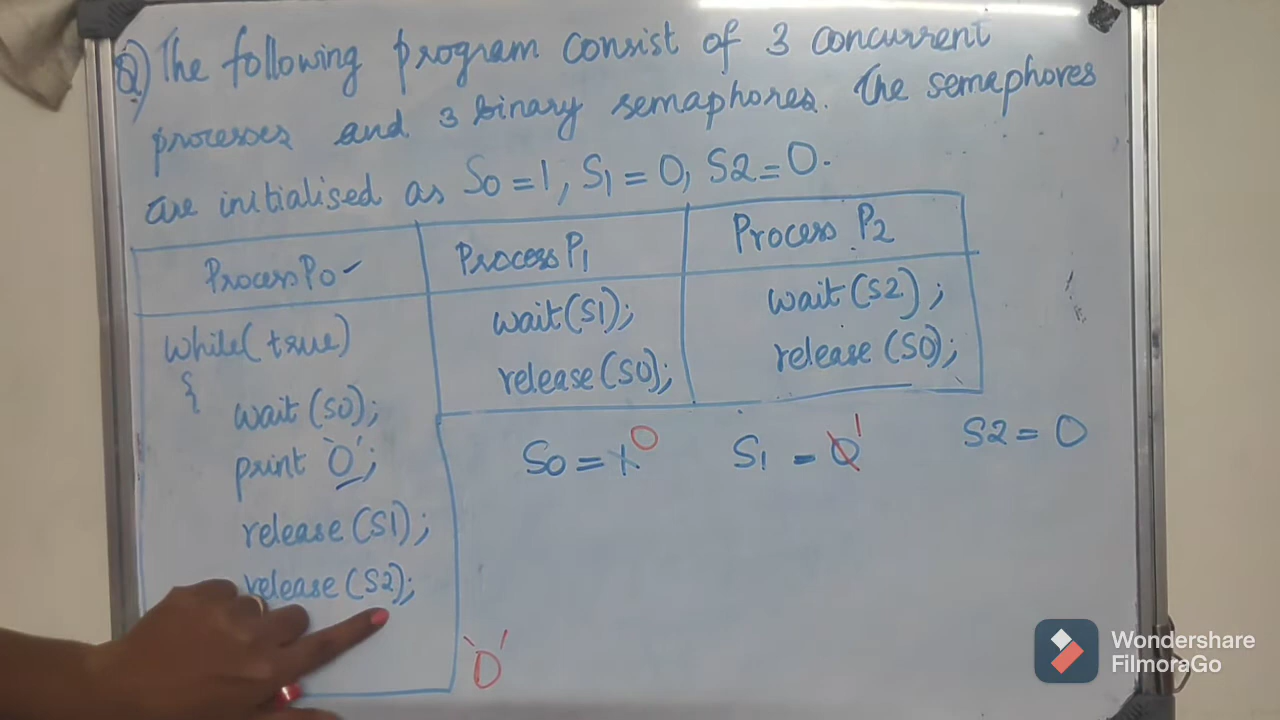 Q) The following program consist of 3 concurrent
processes and 3 binary semaphores. The semaphores
are initialised as S0 = 1, S1 = 0, S2 = 0.
Process P0 ✓
while(true)
{
wait (S0);
print '0';
release (S1);
release (S2);
Process P1
wait(S1);
release(S0);
Process P2
wait(S2);
release (S0);
S0 = 1 0
S1 = 0 1
S2 = 0
'0'
Wondershare
FilmoraGo